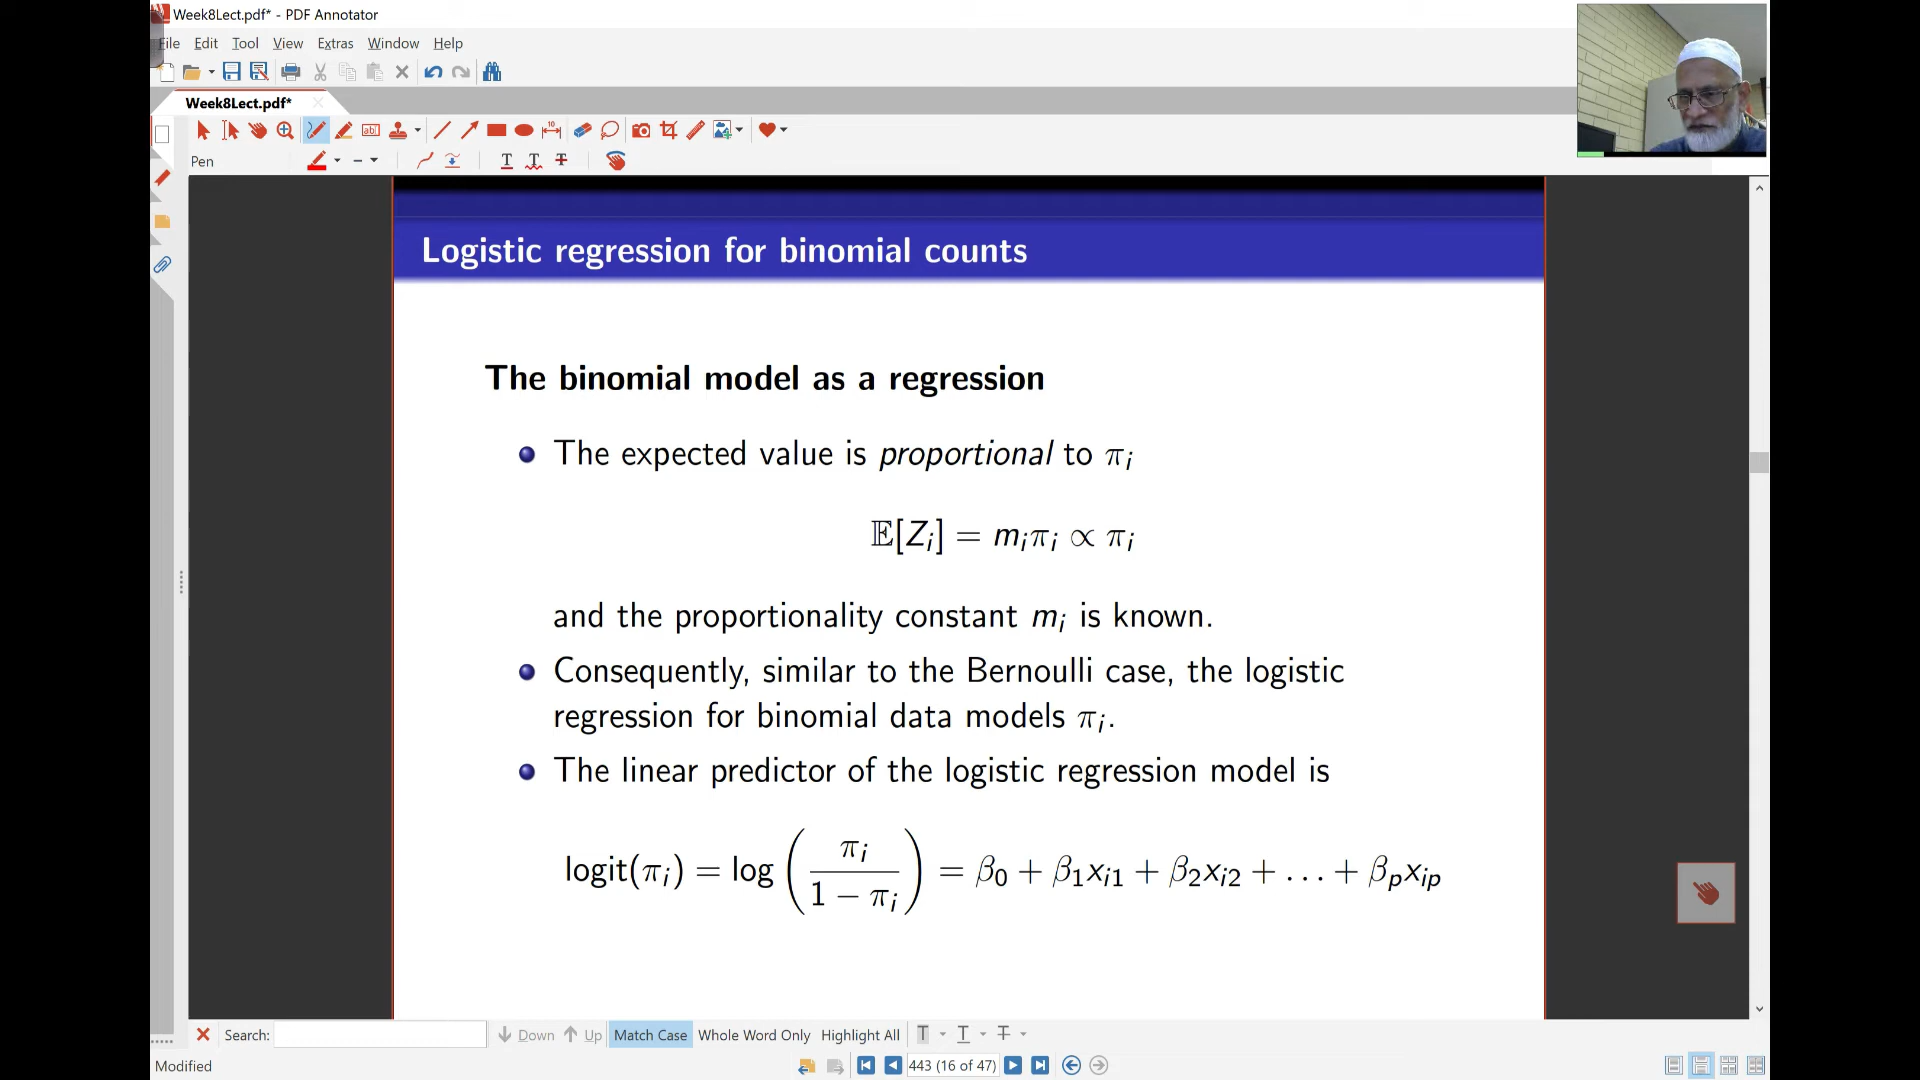 Week8Lect.pdf* - PDF Annotator
File Edit Tool View Extras Window Help
Week8Lect.pdf*
Pen
Logistic regression for binomial counts
The binomial model as a regression
The expected value is proportional to πᵢ
𝔼[Zᵢ] = mᵢπᵢ ∝ πᵢ
and the proportionality constant mᵢ is known.
Consequently, similar to the Bernoulli case, the logistic
regression for binomial data models πᵢ.
The linear predictor of the logistic regression model is
logit(πᵢ) = log(πᵢ / 1 − πᵢ) = β₀ + β₁xᵢ₁ + β₂xᵢ₂ + … + βₚxᵢₚ
Search: Down Up Match Case Whole Word Only Highlight All
Modified
443 (16 of 47)